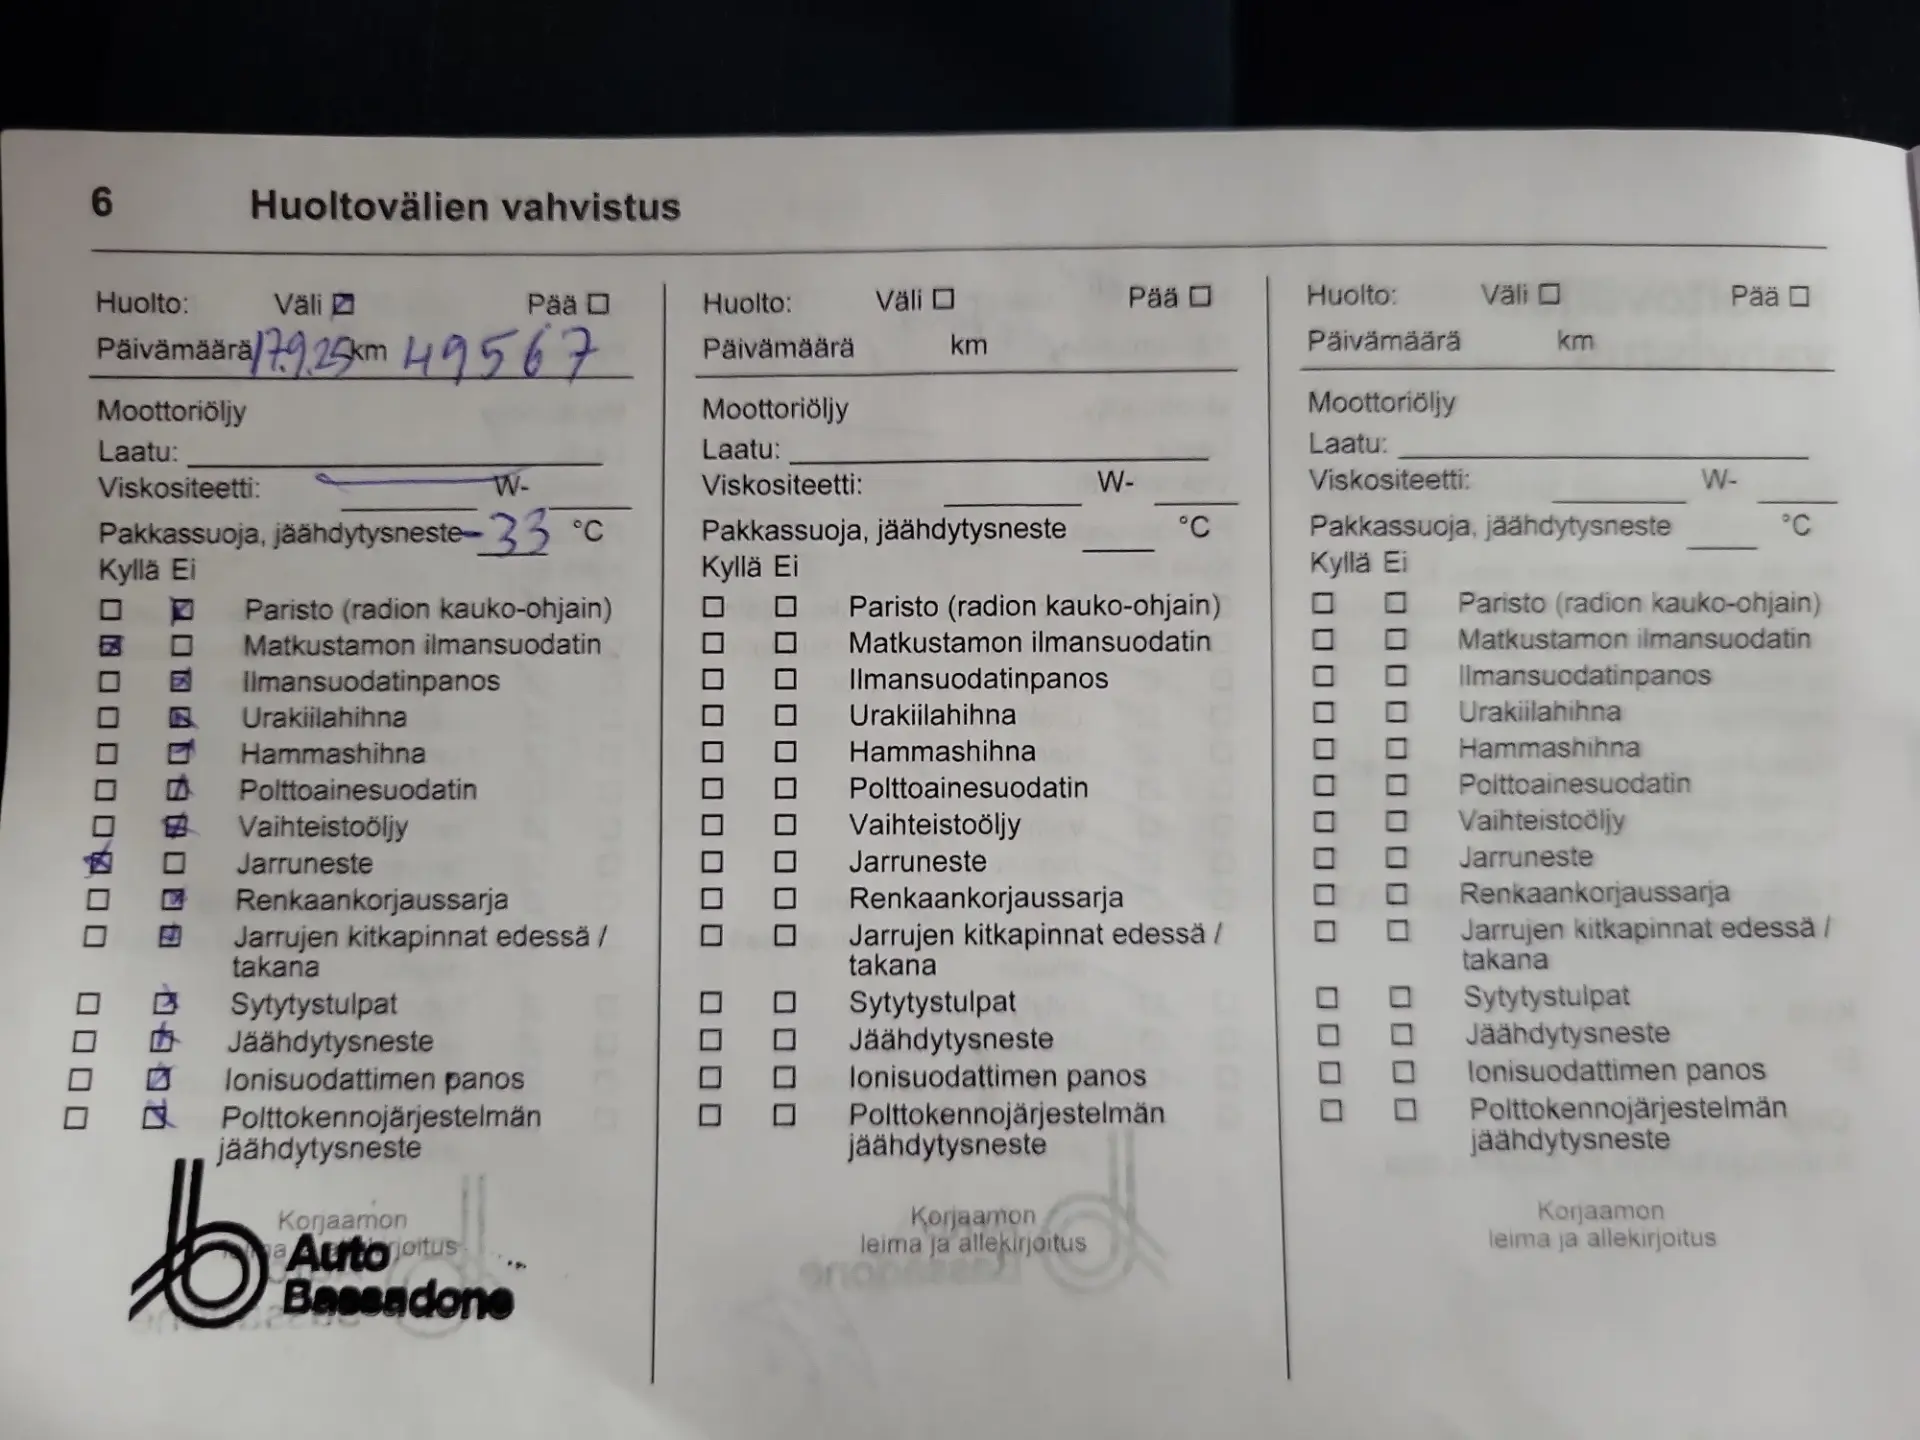 6 Huoltovälien vahvistus
Huolto: Väli ☑ Pää ☐
Päivämäärä 17.9.25 km 49567
Moottoriöljy
Laatu:
Viskositeetti: W-
Pakkassuoja, jäähdytysneste -33 °C
Kyllä Ei
☐ ☑ Paristo (radion kauko-ohjain)
☑ ☐ Matkustamon ilmansuodatin
☐ ☑ Ilmansuodatinpanos
☐ ☑ Urakiilahihna
☐ ☑ Hammashihna
☐ ☑ Polttoainesuodatin
☐ ☑ Vaihteistoöljy
☑ ☐ Jarruneste
☐ ☑ Renkaankorjaussarja
☐ ☑ Jarrujen kitkapinnat edessä /
takana
☐ ☑ Sytytystulpat
☐ ☑ Jäähdytysneste
☐ ☑ Ionisuodattimen panos
☐ ☑ Polttokennojärjestelmän
jäähdytysneste
Korjaamon
Auto
Bassadone
Huolto: Väli ☐ Pää ☐
Päivämäärä km
Moottoriöljy
Laatu:
Viskositeetti: W-
Pakkassuoja, jäähdytysneste °C
Kyllä Ei
☐ ☐ Paristo (radion kauko-ohjain)
☐ ☐ Matkustamon ilmansuodatin
☐ ☐ Ilmansuodatinpanos
☐ ☐ Urakiilahihna
☐ ☐ Hammashihna
☐ ☐ Polttoainesuodatin
☐ ☐ Vaihteistoöljy
☐ ☐ Jarruneste
☐ ☐ Renkaankorjaussarja
☐ ☐ Jarrujen kitkapinnat edessä /
takana
☐ ☐ Sytytystulpat
☐ ☐ Jäähdytysneste
☐ ☐ Ionisuodattimen panos
☐ ☐ Polttokennojärjestelmän
jäähdytysneste
Korjaamon
leima ja allekirjoitus
Huolto: Väli ☐ Pää ☐
Päivämäärä km
Moottoriöljy
Laatu:
Viskositeetti: W-
Pakkassuoja, jäähdytysneste °C
Kyllä Ei
☐ ☐ Paristo (radion kauko-ohjain)
☐ ☐ Matkustamon ilmansuodatin
☐ ☐ Ilmansuodatinpanos
☐ ☐ Urakiilahihna
☐ ☐ Hammashihna
☐ ☐ Polttoainesuodatin
☐ ☐ Vaihteistoöljy
☐ ☐ Jarruneste
☐ ☐ Renkaankorjaussarja
☐ ☐ Jarrujen kitkapinnat edessä /
takana
☐ ☐ Sytytystulpat
☐ ☐ Jäähdytysneste
☐ ☐ Ionisuodattimen panos
☐ ☐ Polttokennojärjestelmän
jäähdytysneste
Korjaamon
leima ja allekirjoitus